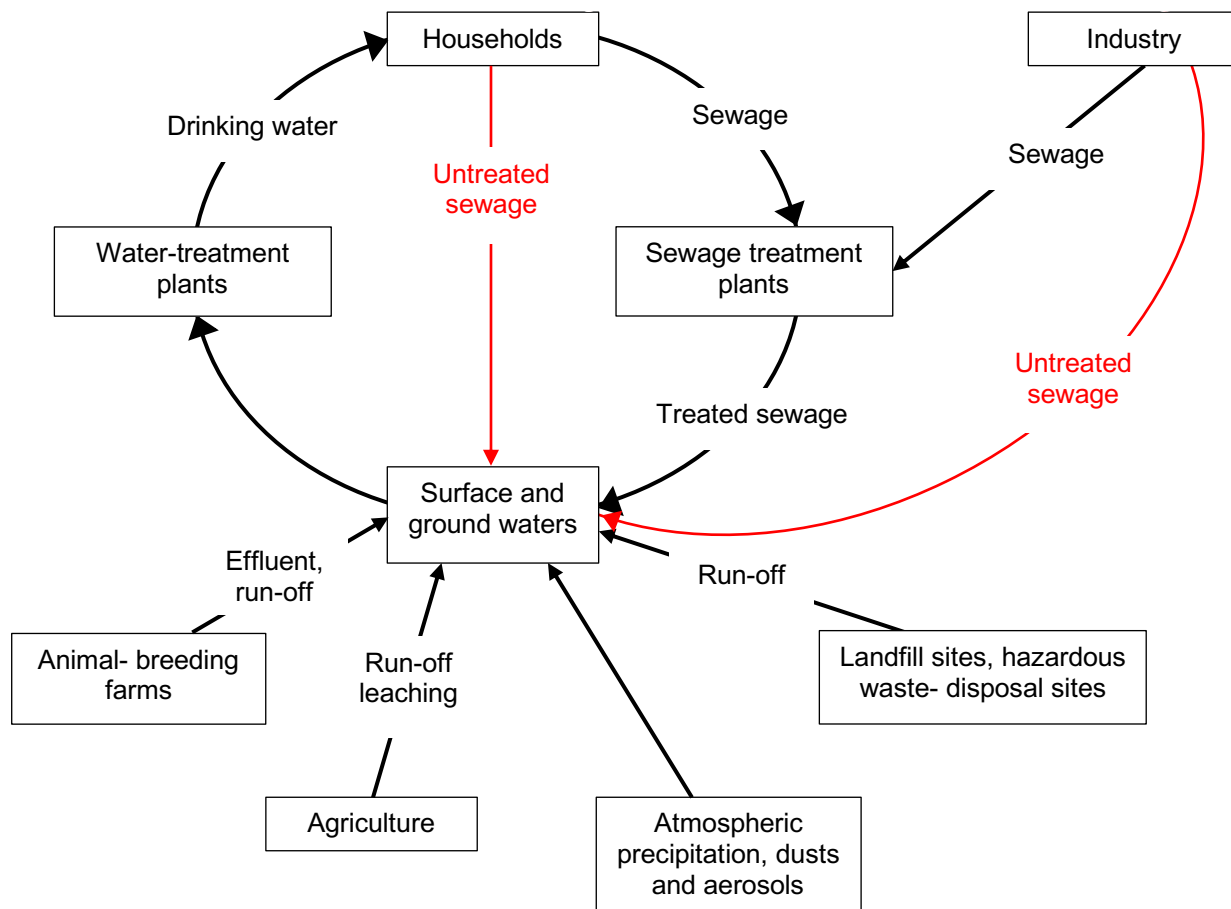 Households
Industry
Drinking water
Sewage
Sewage
Untreated
sewage
Water-treatment
plants
Sewage treatment
plants
Untreated
sewage
Treated sewage
Surface and
ground waters
Effluent,
run-off
Run-off
Animal- breeding
farms
Run-off
leaching
Landfill sites, hazardous
waste- disposal sites
Agriculture
Atmospheric
precipitation, dusts
and aerosols